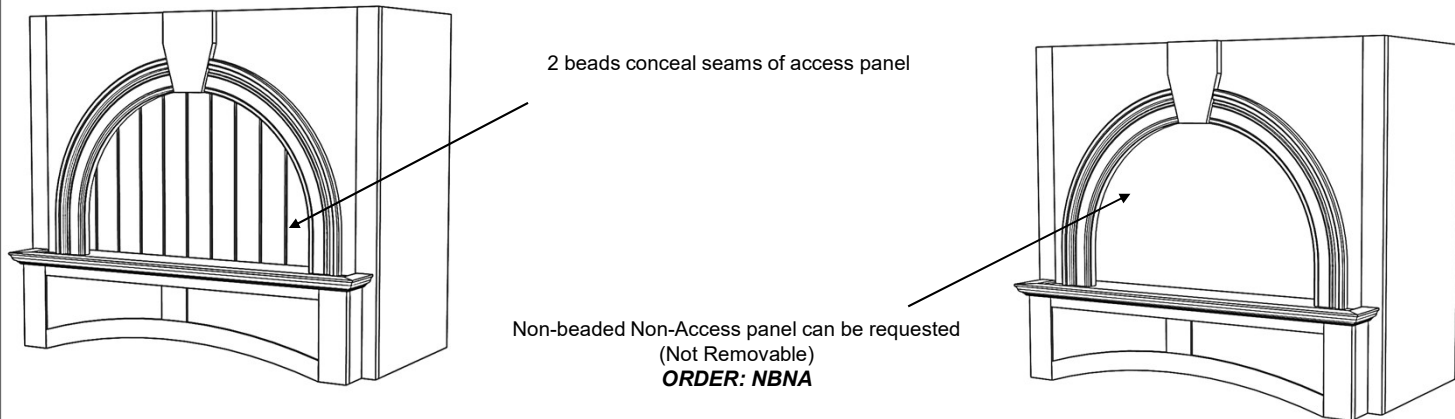 2 beads conceal seams of access panel
Non-beaded Non-Access panel can be requested
(Not Removable)
ORDER: NBNA